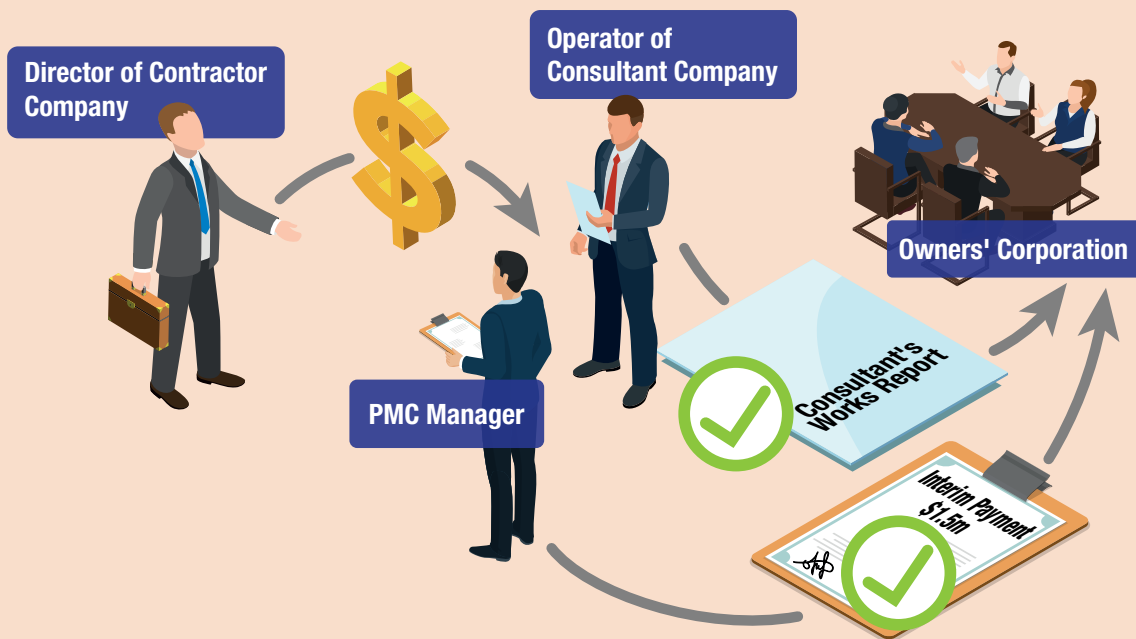 Director of Contractor
Company
Operator of
Consultant Company
Owners' Corporation
PMC Manager
Consultant's
Works Report
Interim Payment
$1.5m